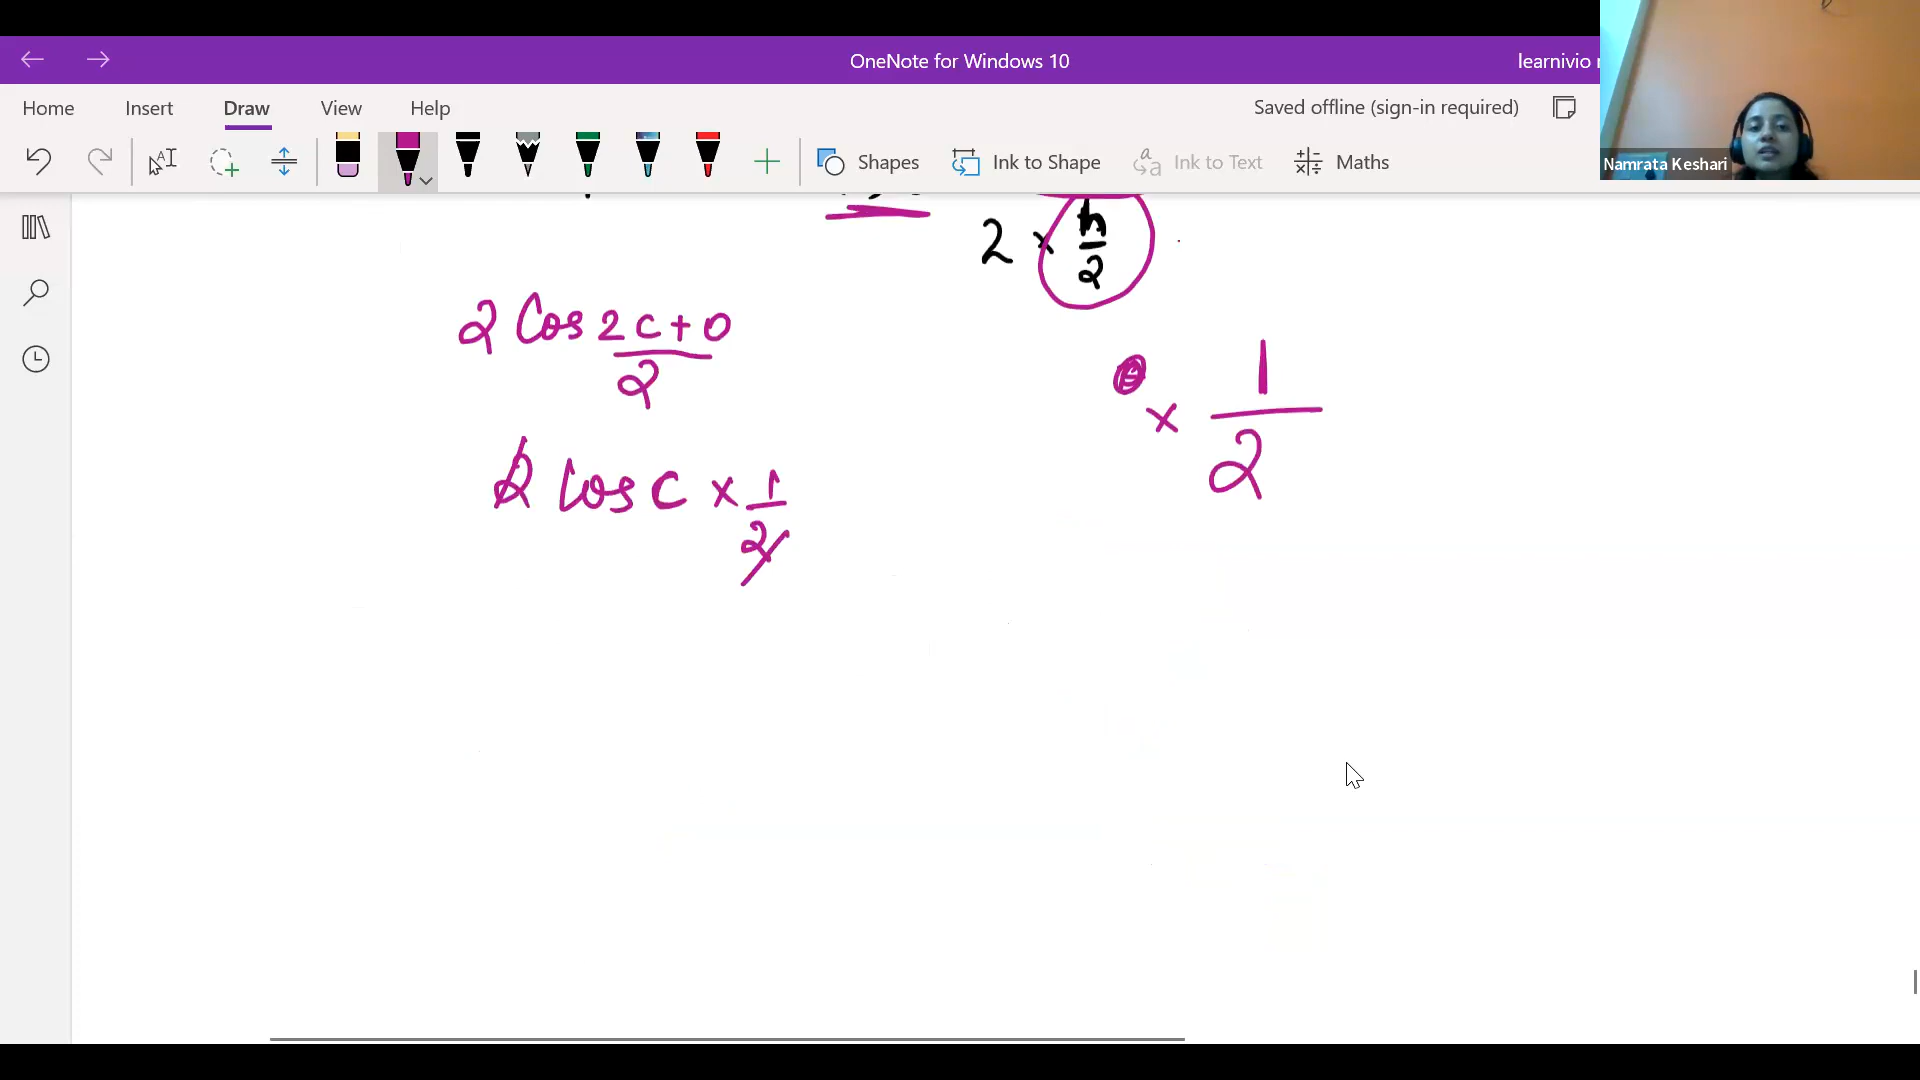 OneNote for Windows 10
learnivio
Home Insert Draw View Help
Saved offline (sign-in required)
Shapes Ink to Shape Ink to Text Maths
Namrata Keshari
2 × h/2
2 Cos 2c+0/2
× 1/2
2 Cos c × 1/2